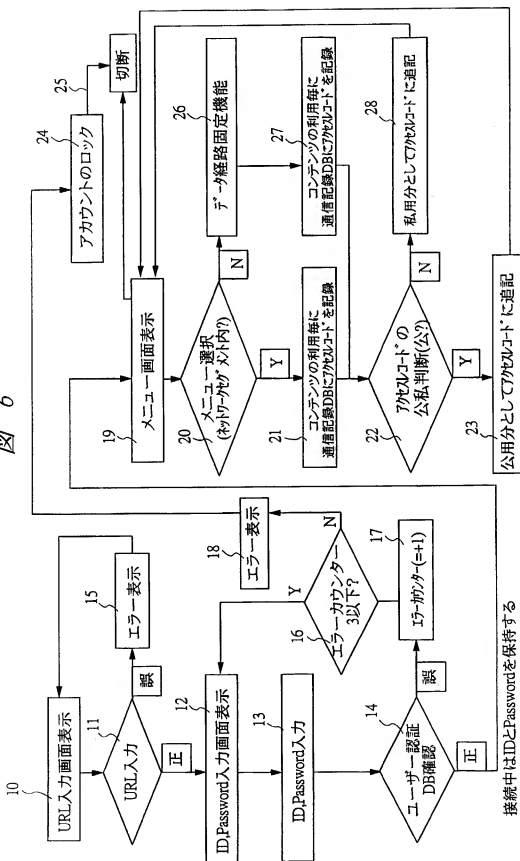 図 6
10
URL入力画面表示
11
URL入力
誤
15
エラー表示
正
12
ID,Password入力画面表示
13
ID,Password入力
14
ユーザー認証
DB確認
誤
正
17
エラーカウンター(=+1)
16
エラーカウンター
3以下?
Y
N
18
エラー表示
接続中はIDとPasswordを保持する
19
メニュー画面表示
24
アカウントのロック
25
切断
20
メニュー選択
(ネットワークセグメント内?)
N
Y
26
データ経路固定機能
21
コンテンツの利用毎に
通信記録DBにアクセスレコードを記録
27
コンテンツの利用毎に
通信記録DBにアクセスレコードを記録
22
アクセスレコードの
公私判断(公?)
N
Y
28
私用分としてアクセスレコードに追記
23
公用分としてアクセスレコードに追記